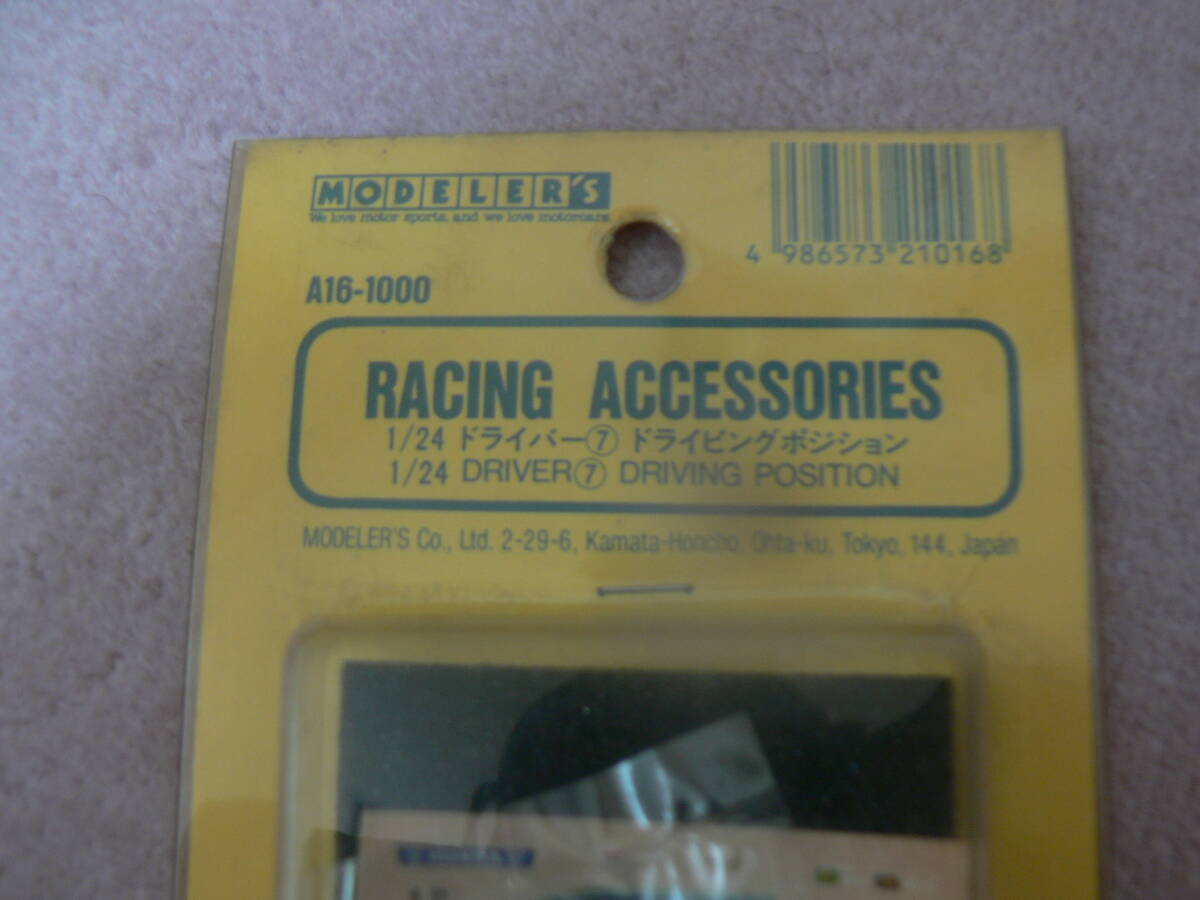 MODELER'S
We love motor sports, and we love motorcars
4 986573 210168
A16-1000
RACING ACCESSORIES
1/24 ドライバー⑦ ドライビングポジション
1/24 DRIVER⑦ DRIVING POSITION
MODELER'S Co., Ltd. 2-29-6, Kamata-Honcho, Ohta-ku, Tokyo, 144, Japan